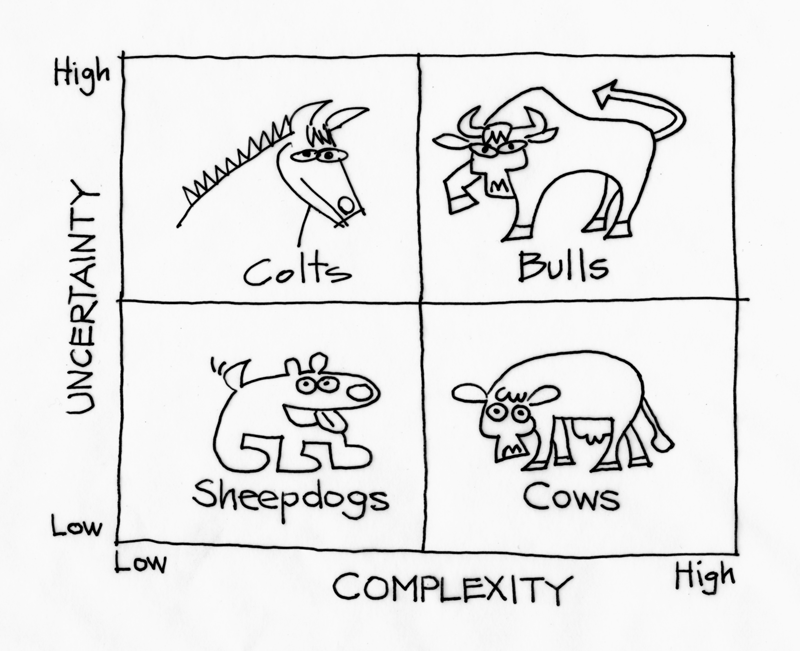 High
Colts
Bulls
UNCERTAINTY
Sheepdogs
Cows
Low
Low
High
COMPLEXITY